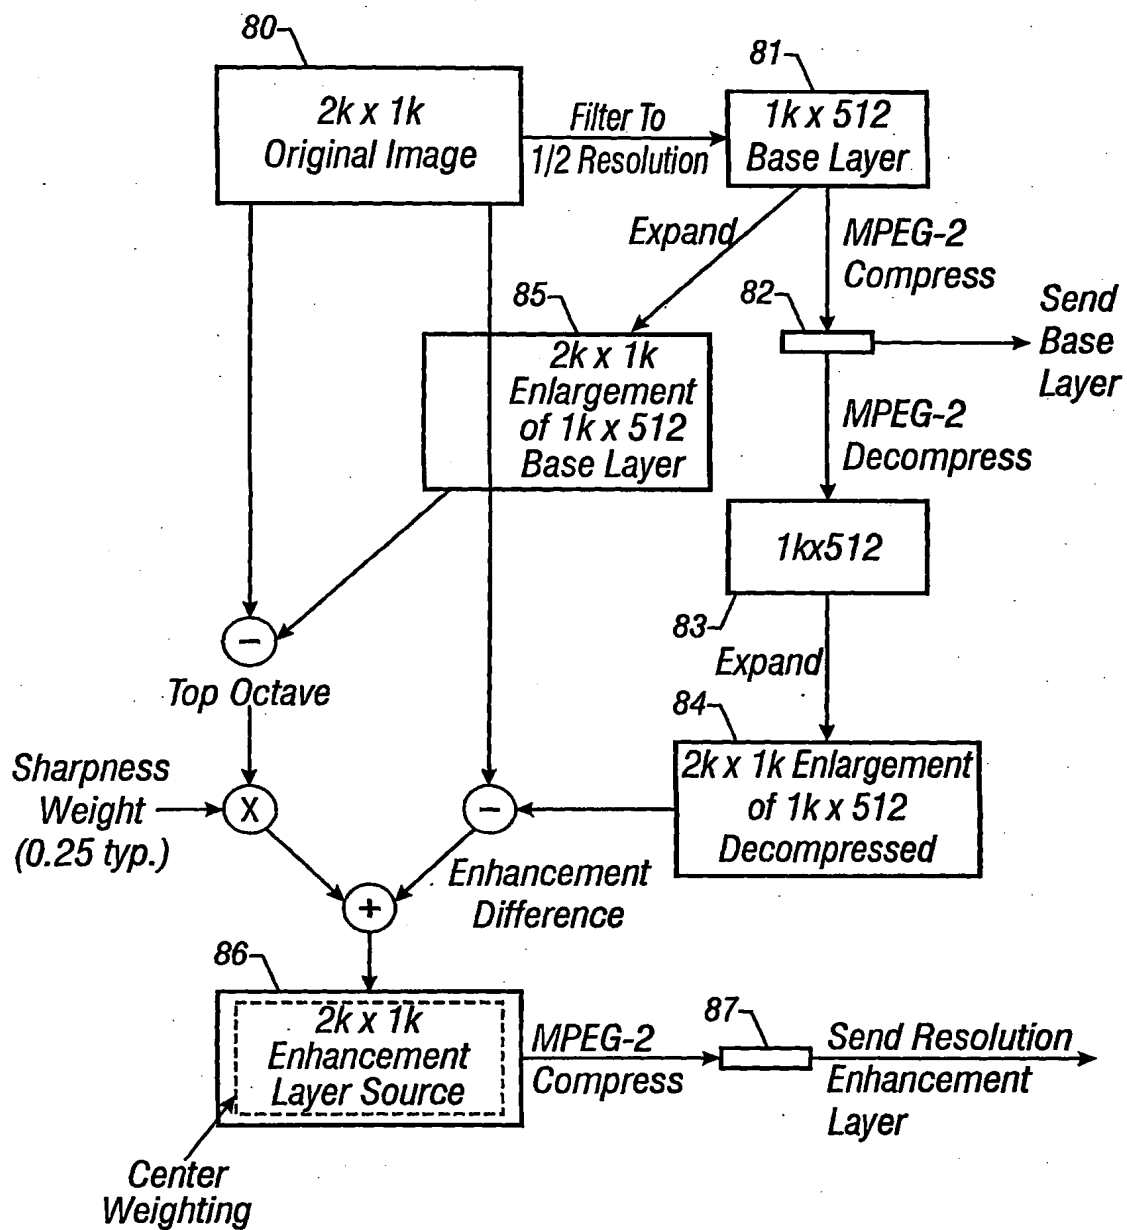 80
2k x 1k
Original Image
Filter To
1/2 Resolution
81
1k x 512
Base Layer
Expand
MPEG-2
Compress
82
Send
Base
Layer
85
2k x 1k
Enlargement
of 1k x 512
Base Layer
MPEG-2
Decompress
1kx512
83
Expand
−
Top Octave
84
2k x 1k Enlargement
of 1k x 512
Decompressed
Sharpness
Weight
(0.25 typ.)
X
−
Enhancement
Difference
+
86
2k x 1k
Enhancement
Layer Source
MPEG-2
Compress
87
Send Resolution
Enhancement
Layer
Center
Weighting